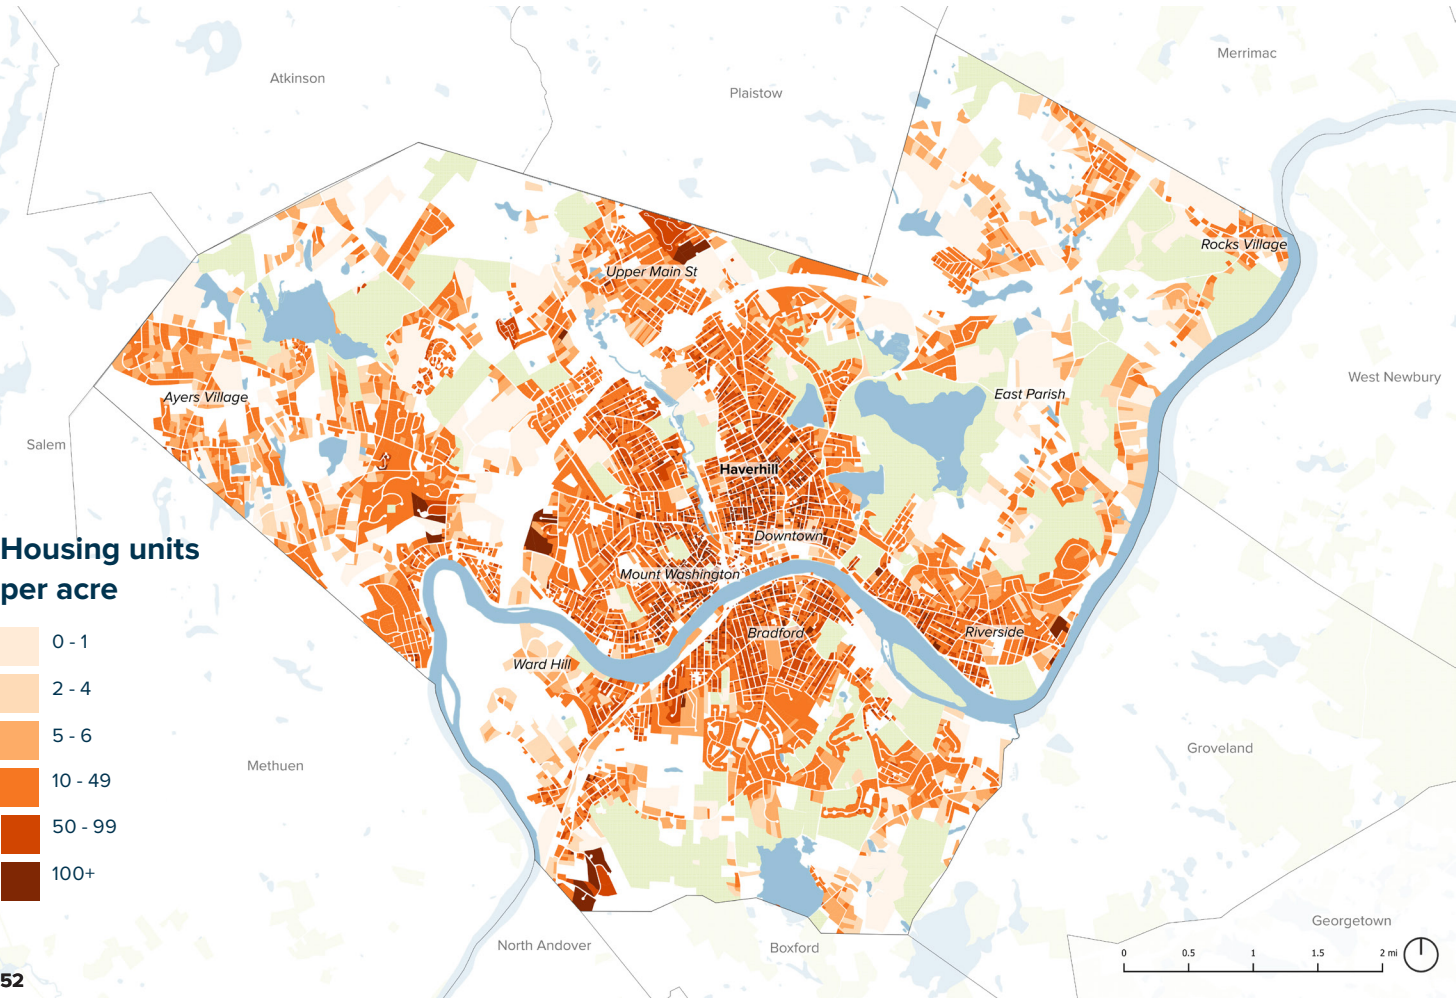 Merrimac
Atkinson
Plaistow
Rocks Village
Upper Main St
West Newbury
East Parish
Ayers Village
Salem
Haverhill
Downtown
Housing units
per acre
Mount Washington
Riverside
Bradford
0 - 1
Ward Hill
2 - 4
5 - 6
Groveland
Methuen
10 - 49
50 - 99
100+
Georgetown
North Andover
Boxford
0 0.5 1 1.5 2 mi
52